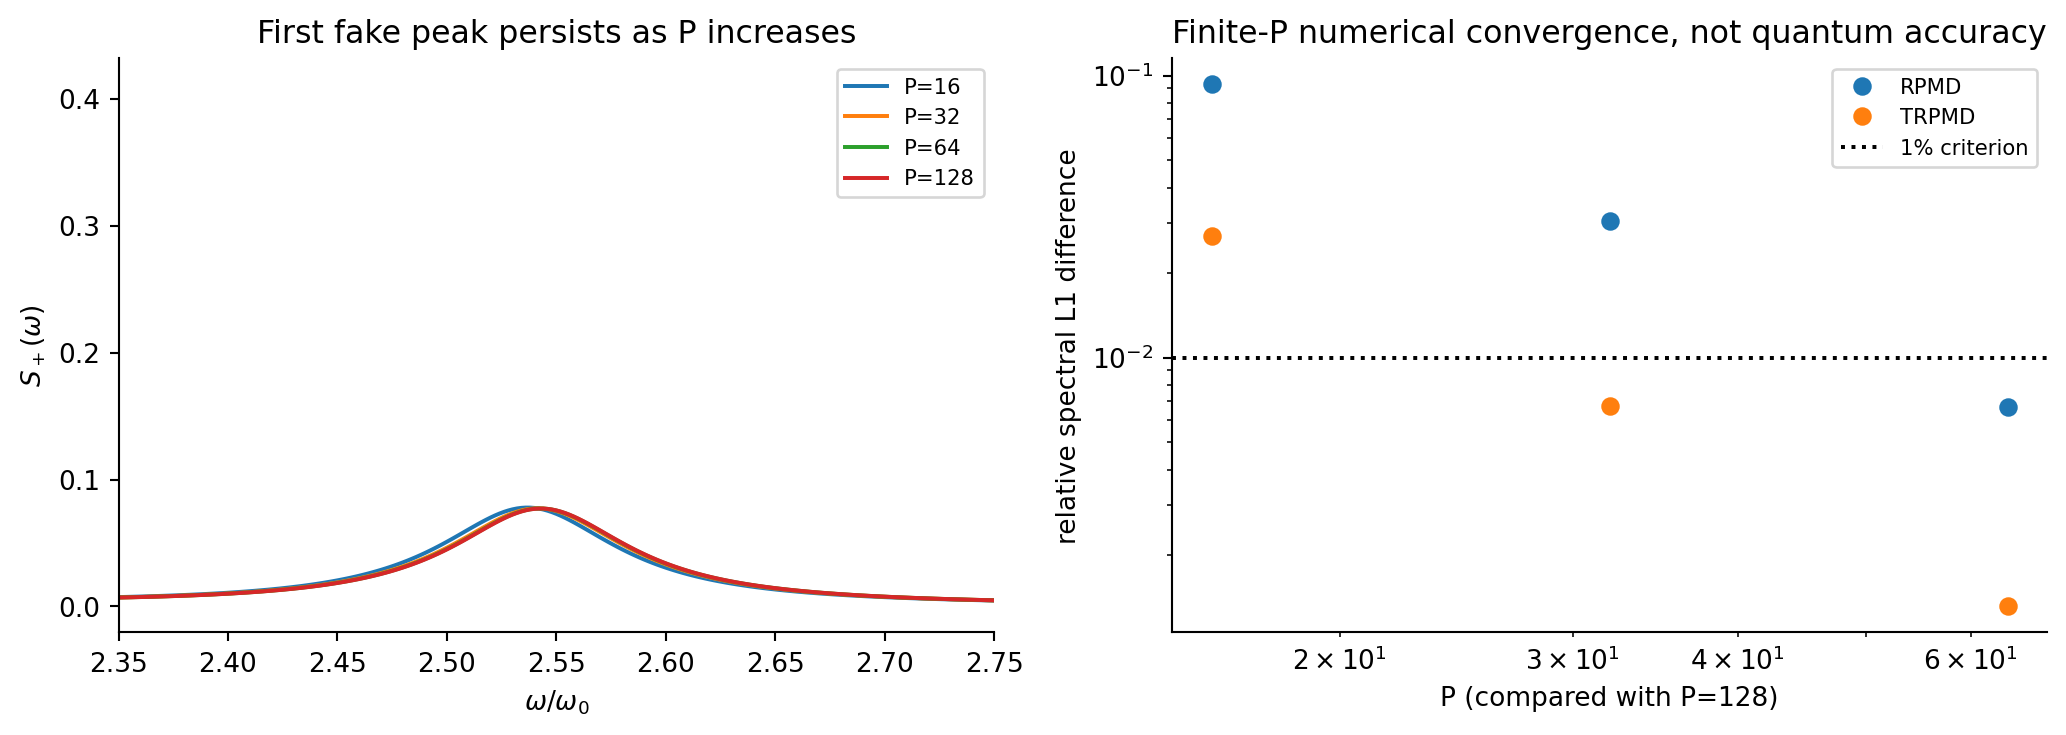 First fake peak persists as P increases
0.4
0.3
0.2
0.1
0.0
S₊(ω)
2.35 2.40 2.45 2.50 2.55 2.60 2.65 2.70 2.75
ω/ω₀
P=16
P=32
P=64
P=128
Finite-P numerical convergence, not quantum accuracy
10⁻¹
10⁻²
relative spectral L1 difference
2 × 10¹ 3 × 10¹ 4 × 10¹ 6 × 10¹
P (compared with P=128)
RPMD
TRPMD
1% criterion